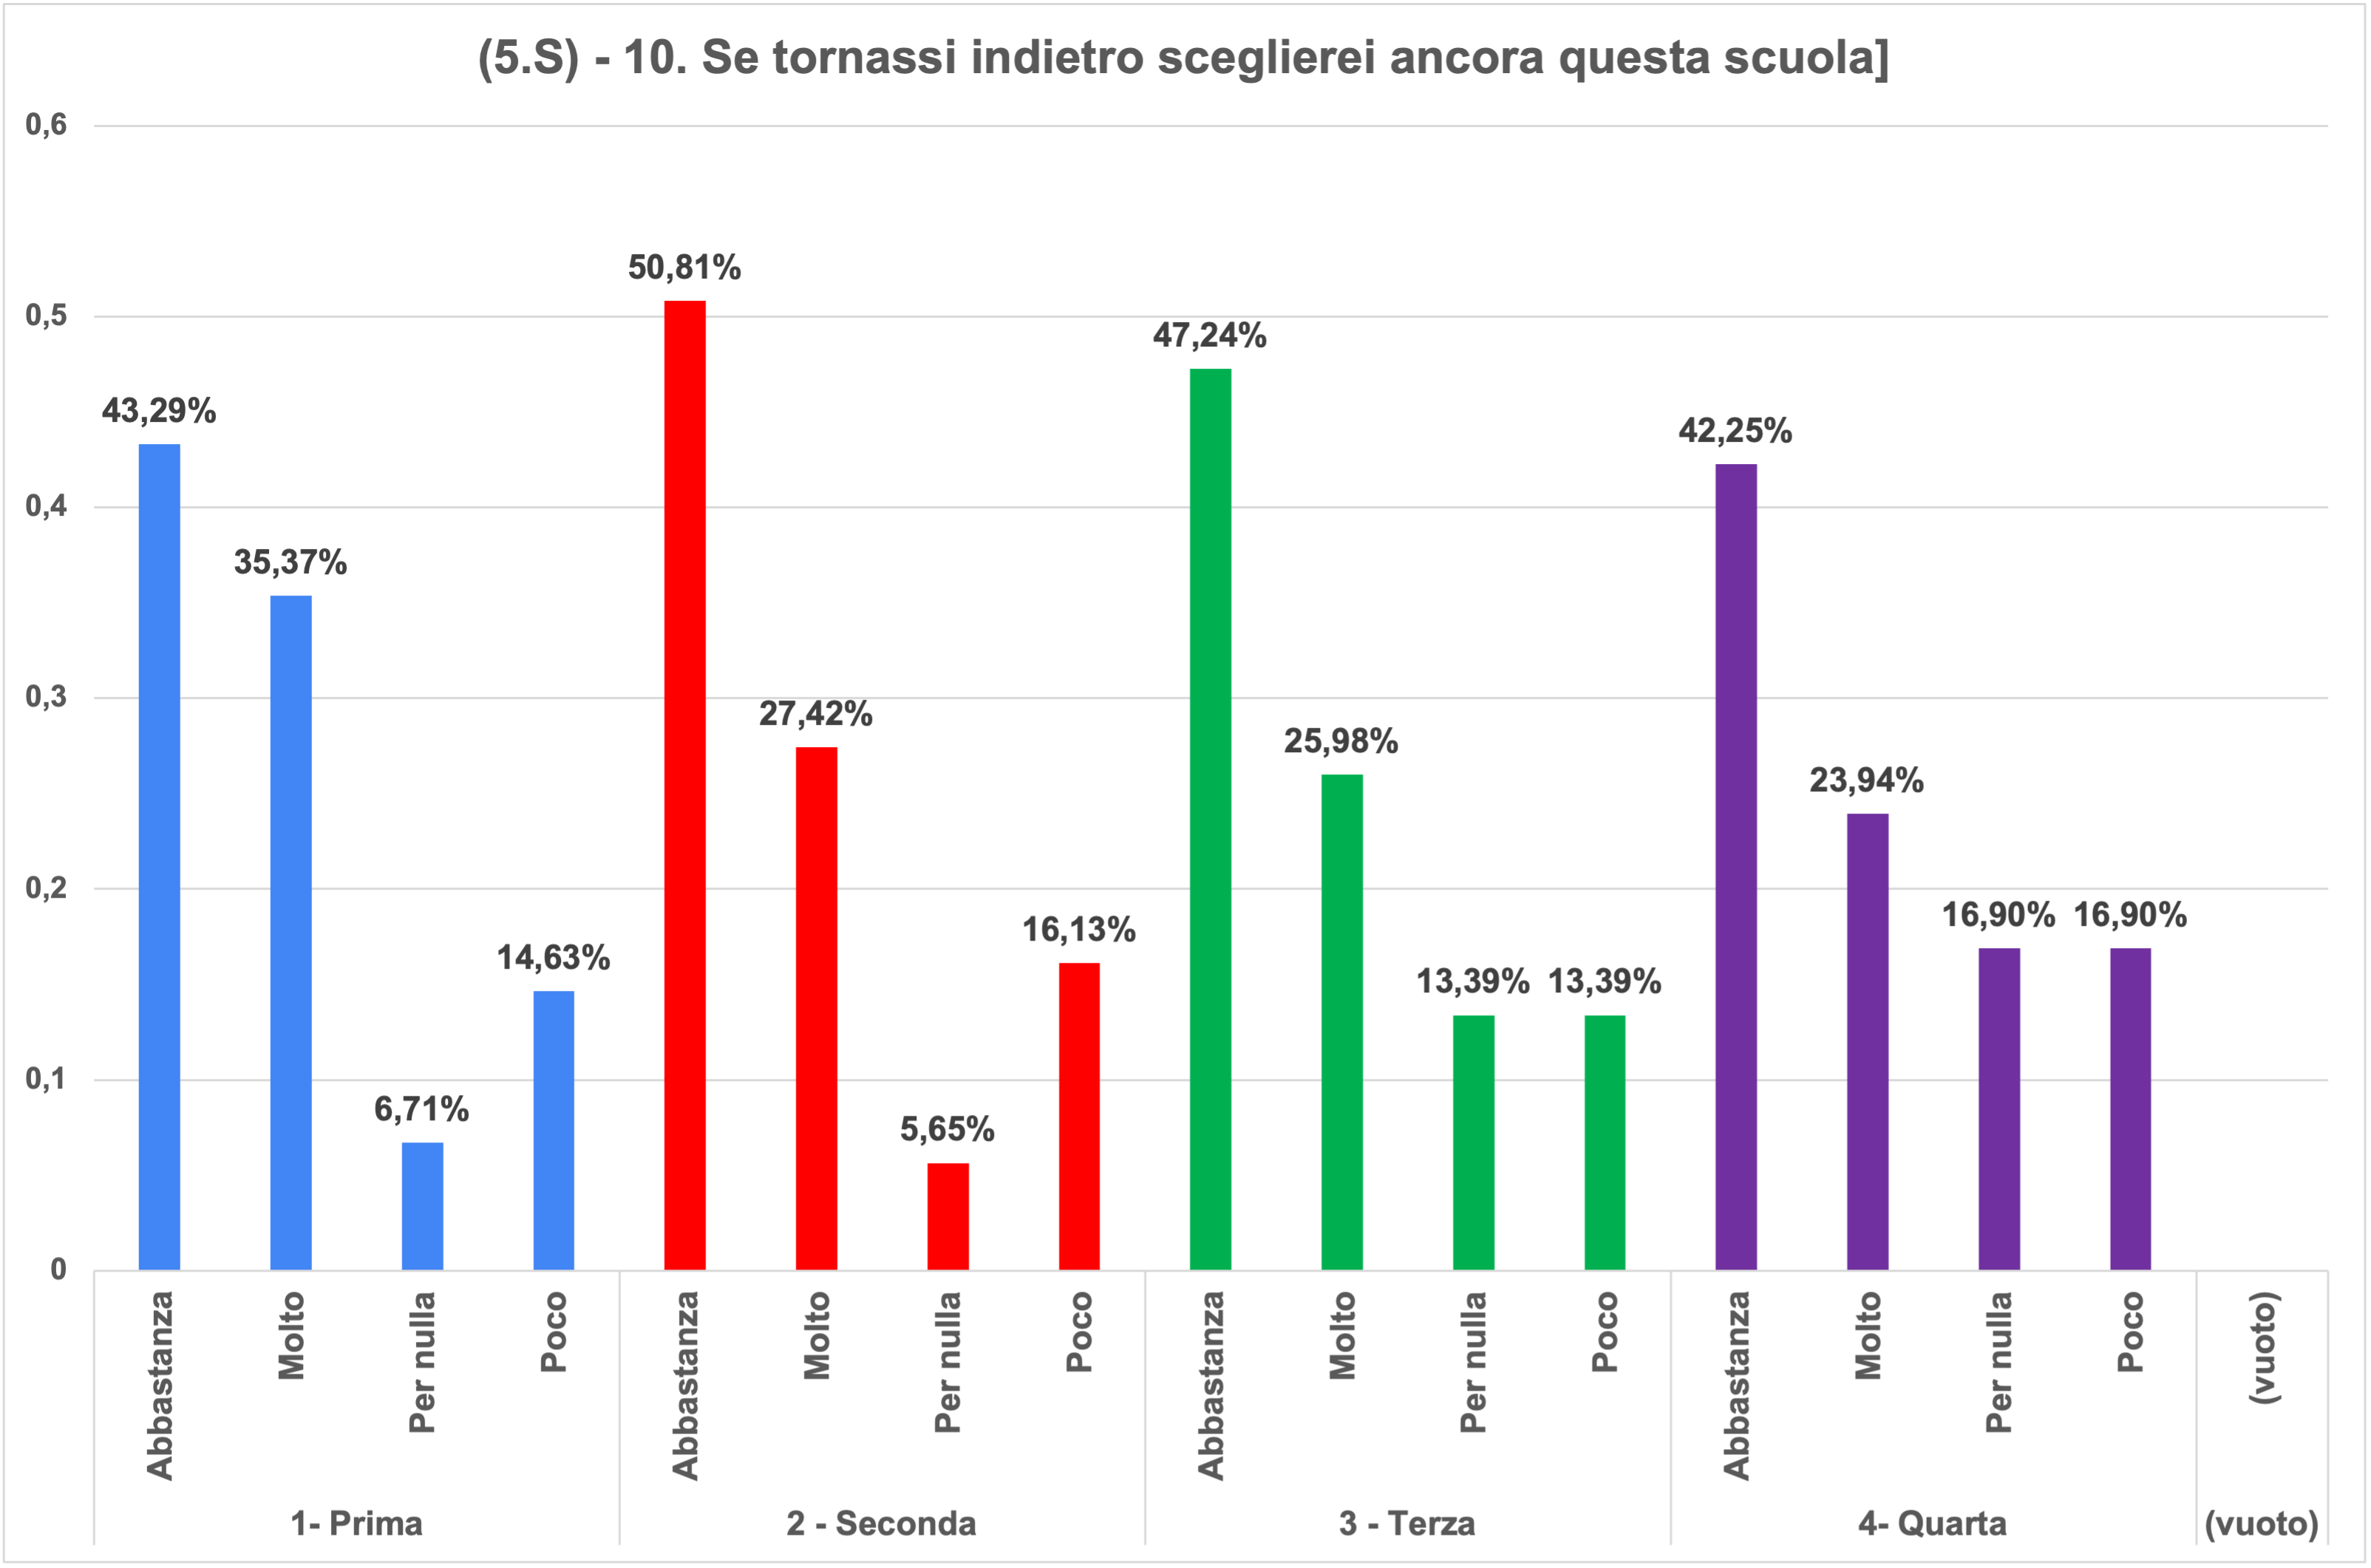 (5.S) - 10. Se tornassi indietro sceglierei ancora questa scuola]
0,6
0,5
0,4
0,3
0,2
0,1
0
43,29%
35,37%
6,71%
14,63%
50,81%
27,42%
5,65%
16,13%
47,24%
25,98%
13,39%
13,39%
42,25%
23,94%
16,90%
16,90%
Abbastanza
Molto
Per nulla
Poco
Abbastanza
Molto
Per nulla
Poco
Abbastanza
Molto
Per nulla
Poco
Abbastanza
Molto
Per nulla
Poco
(vuoto)
1- Prima
2 - Seconda
3 - Terza
4- Quarta
(vuoto)